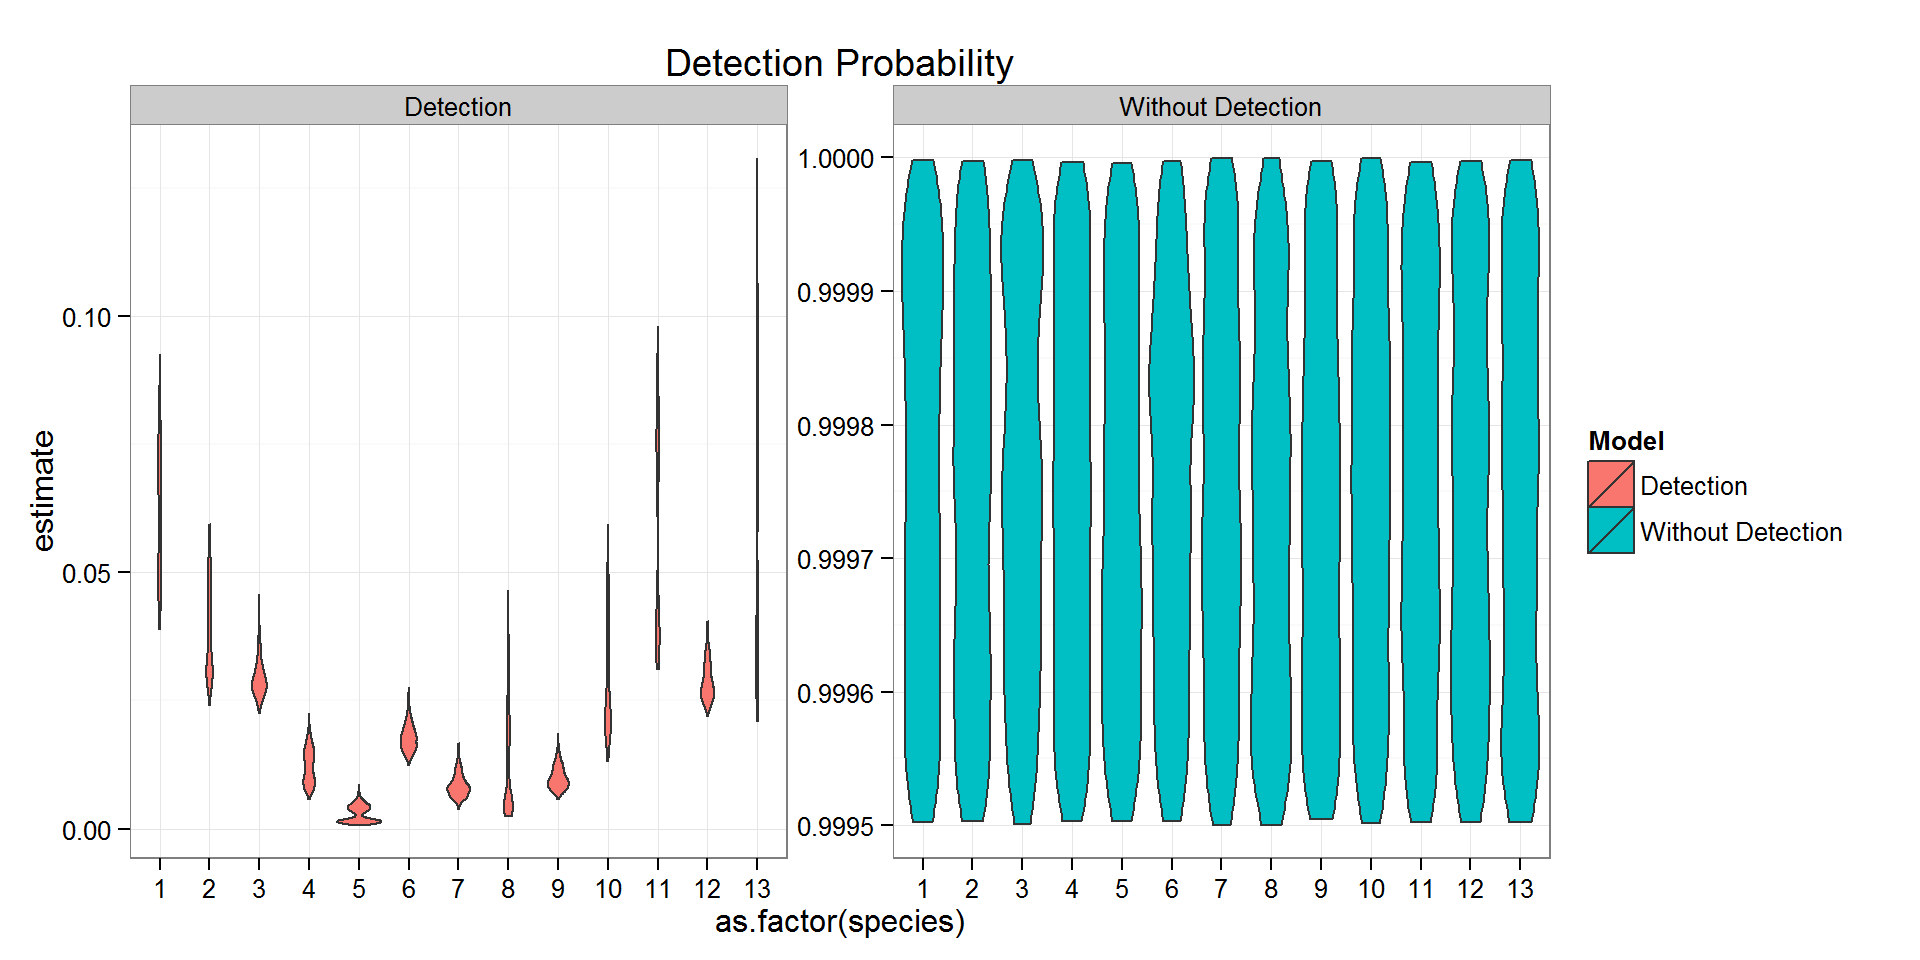 Detection Probability
Detection
Without Detection
estimate
0.10
0.05
0.00
1.0000
0.9999
0.9998
0.9997
0.9996
0.9995
1 2 3 4 5 6 7 8 9 10 11 12 13
1 2 3 4 5 6 7 8 9 10 11 12 13
as.factor(species)
Model
Detection
Without Detection